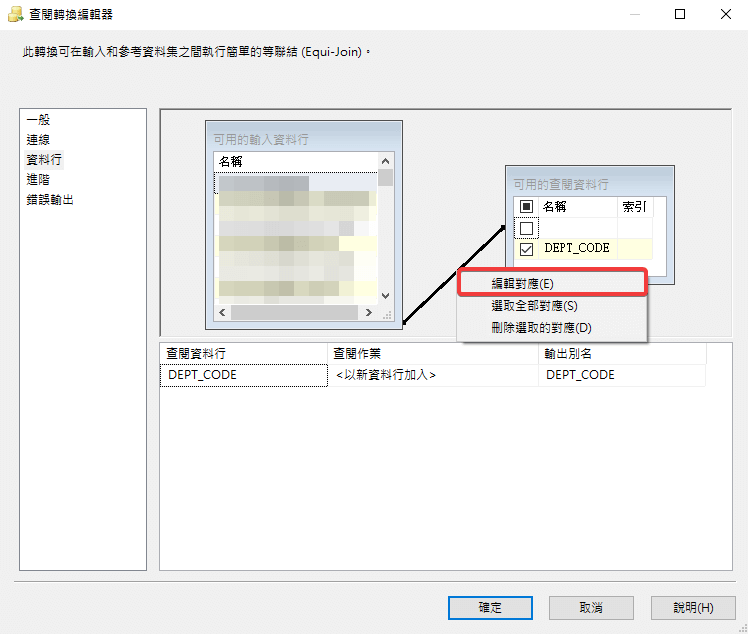 查閱轉換編輯器
此轉換可在輸入和參考資料集之間執行簡單的等聯結 (Equi-Join)。
一般
連線
資料行
進階
錯誤輸出
可用的輸入資料行
名稱
可用的查閱資料行
名稱 索引
DEPT_CODE
編輯對應(E)
選取全部對應(S)
刪除選取的對應(D)
查閱資料行 查閱作業 輸出別名
DEPT_CODE <以新資料行加入> DEPT_CODE
確定 取消 說明(H)